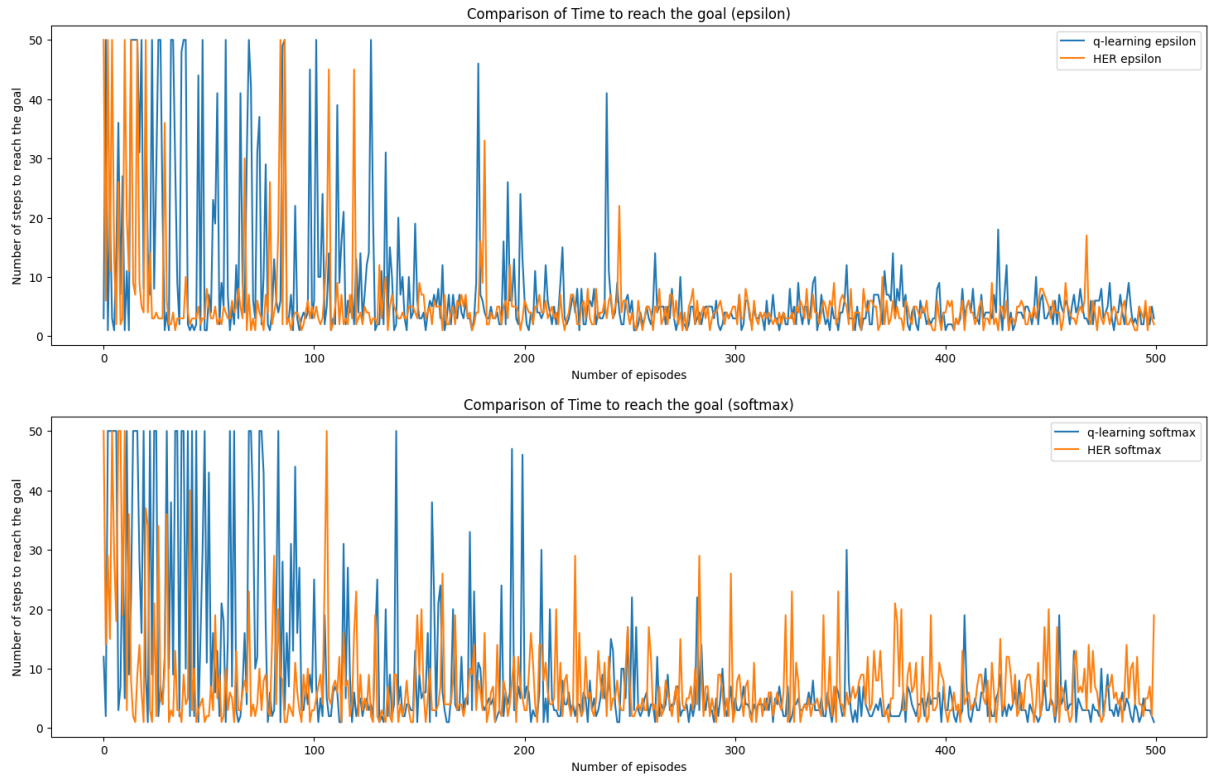 Comparison of Time to reach the goal (epsilon)
50
40
30
20
10
0
Number of steps to reach the goal
q-learning epsilon
HER epsilon
0 100 200 300 400 500
Number of episodes
Comparison of Time to reach the goal (softmax)
50
40
30
20
10
0
Number of steps to reach the goal
q-learning softmax
HER softmax
0 100 200 300 400 500
Number of episodes